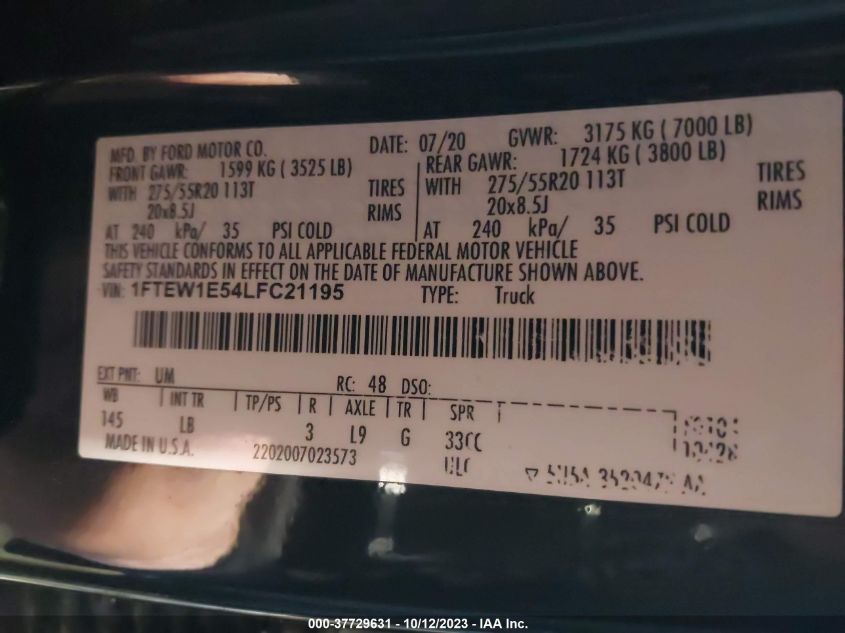 MFD. BY FORD MOTOR CO. DATE: 07/20 GVWR: 3175 KG ( 7000 LB)
FRONT GAWR: 1599 KG ( 3525 LB) REAR GAWR: 1724 KG ( 3800 LB)
WITH 275/55R20 113T TIRES WITH 275/55R20 113T TIRES
20x8.5J RIMS 20x8.5J RIMS
AT 240 kPa/ 35 PSI COLD AT 240 kPa/ 35 PSI COLD
THIS VEHICLE CONFORMS TO ALL APPLICABLE FEDERAL MOTOR VEHICLE
SAFETY STANDARDS IN EFFECT ON THE DATE OF MANUFACTURE SHOWN ABOVE.
VIN: 1FTEW1E54LFC21195 TYPE: Truck
EXT PNT: UM RC: 48 DSO:
WB INT TR TP/PS R AXLE TR SPR
145 LB 3 L9 G 33CC
MADE IN U.S.A. 2202007023573
000-37729631 - 10/12/2023 - IAA Inc.